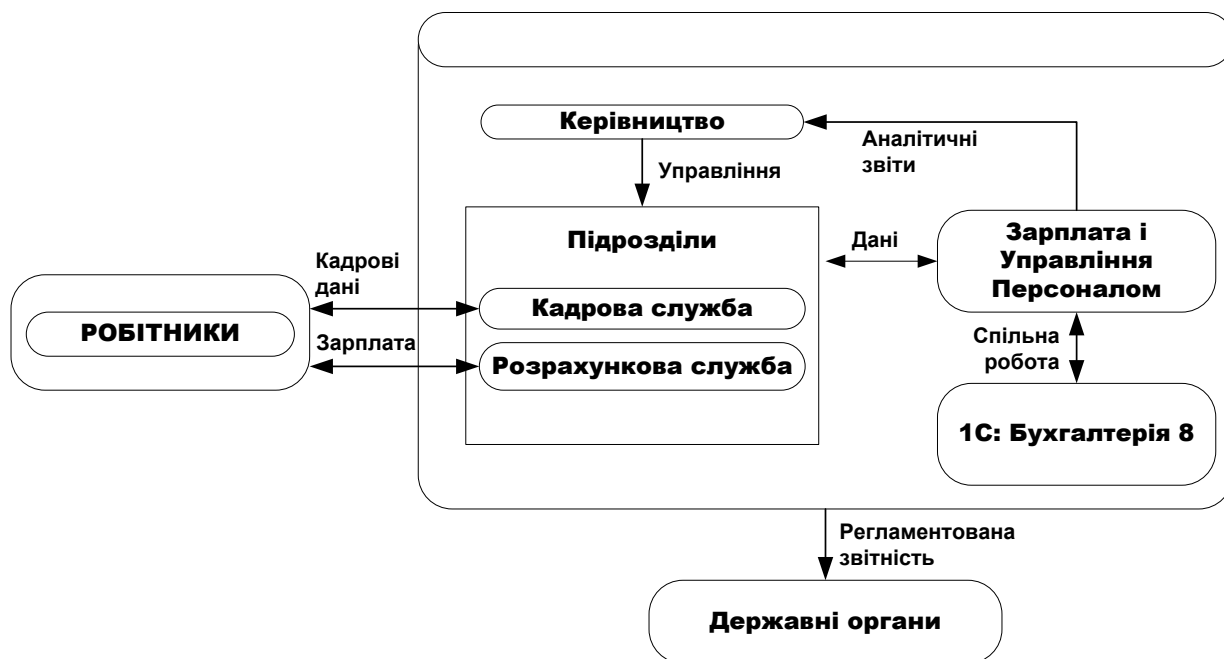 Керівництво
Аналітичні
звіти
Управління
Підрозділи
Дані
Зарплата і
Управління
Персоналом
Кадрові
дані
Кадрова служба
РОБІТНИКИ
Зарплата
Розрахункова служба
Спільна
робота
1С: Бухгалтерія 8
Регламентована
звітність
Державні органи